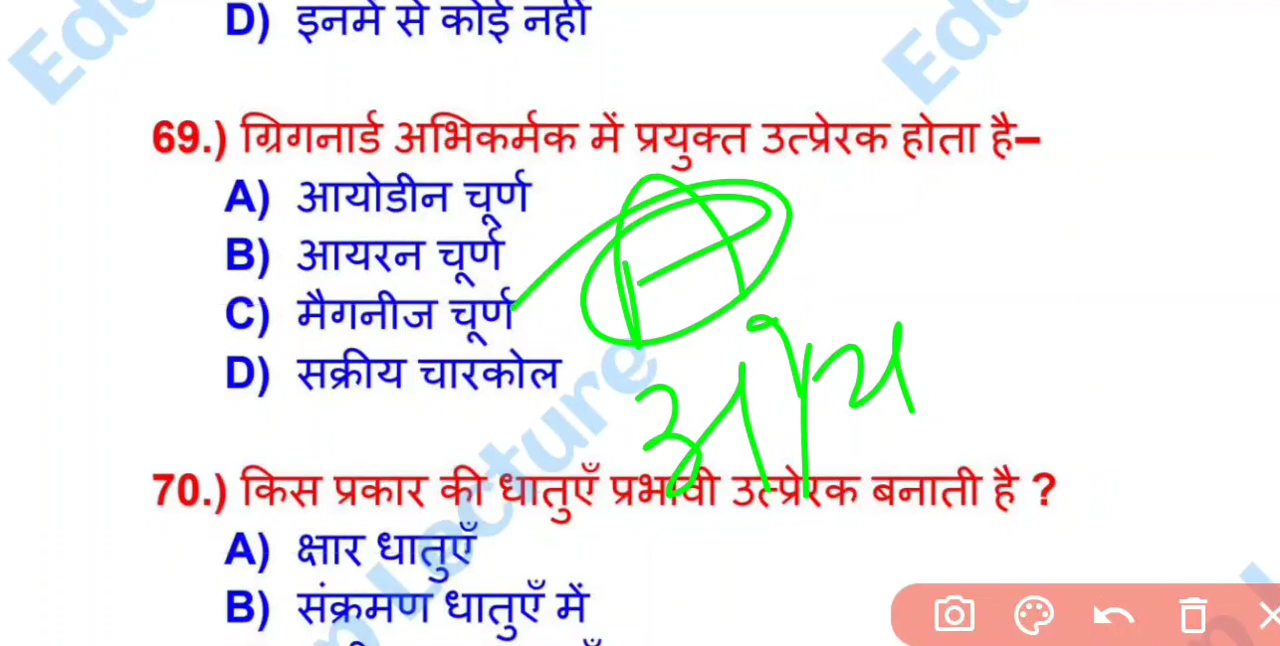 D) इनमें से कोई नहीं
69.) ग्रिगनार्ड अभिकर्मक में प्रयुक्त उत्प्रेरक होता है–
A) आयोडीन चूर्ण
B) आयरन चूर्ण
C) मैगनीज चूर्ण
D) सक्रीय चारकोल
70.) किस प्रकार की धातुएँ प्रभावी उत्प्रेरक बनाती है ?
A) क्षार धातुएँ
B) संक्रमण धातुएँ में
Lecture